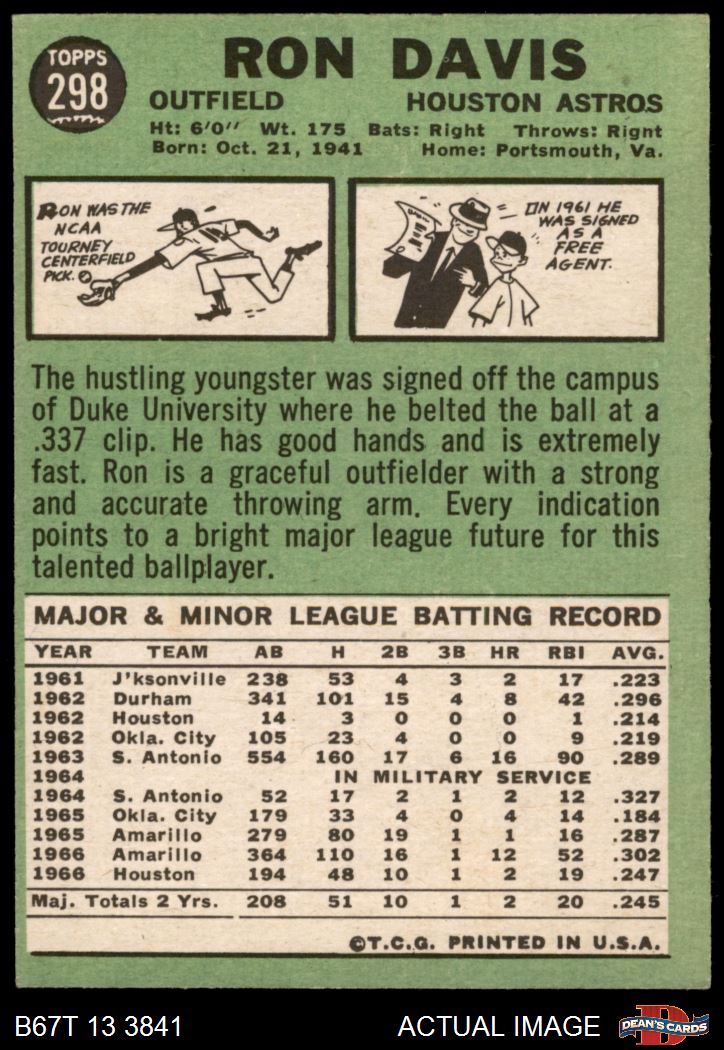 TOPPS
298
RON DAVIS
OUTFIELD HOUSTON ASTROS
Ht: 6'0" Wt. 175 Bats: Right Throws: Right
Born: Oct. 21, 1941 Home: Portsmouth, Va.
RON WAS THE
NCAA
TOURNEY
CENTERFIELD
PICK.
IN 1961 HE
WAS SIGNED
AS A
FREE
AGENT.
The hustling youngster was signed off the campus
of Duke University where he belted the ball at a
.337 clip. He has good hands and is extremely
fast. Ron is a graceful outfielder with a strong
and accurate throwing arm. Every indication
points to a bright major league future for this
talented ballplayer.
MAJOR & MINOR LEAGUE BATTING RECORD
YEAR TEAM AB H 2B 3B HR RBI AVG.
1961 J'ksonville 238 53 4 3 2 17 .223
1962 Durham 341 101 15 4 8 42 .296
1962 Houston 14 3 0 0 0 1 .214
1962 Okla. City 105 23 4 0 0 9 .219
1963 S. Antonio 554 160 17 6 16 90 .289
1964 IN MILITARY SERVICE
1964 S. Antonio 52 17 2 1 2 12 .327
1965 Okla. City 179 33 4 0 4 14 .184
1965 Amarillo 279 80 19 1 1 16 .287
1966 Amarillo 364 110 16 1 12 52 .302
1966 Houston 194 48 10 1 2 19 .247
Maj. Totals 2 Yrs. 208 51 10 1 2 20 .245
©T.C.G. PRINTED IN U.S.A.
B67T 13 3841 ACTUAL IMAGE
D
DEAN'S CARDS